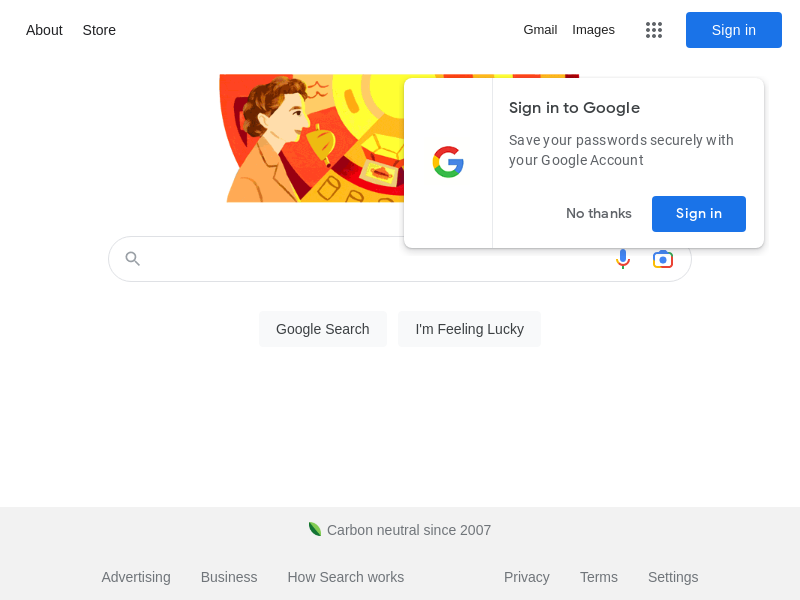 About Store Gmail Images Sign in
Sign in to Google
Save your passwords securely with
your Google Account
No thanks Sign in
Google Search I'm Feeling Lucky
Carbon neutral since 2007
Advertising Business How Search works Privacy Terms Settings